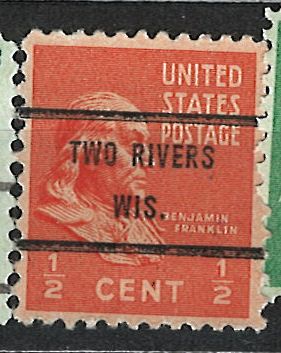 UNITED
STATES
POSTAGE
TWO RIVERS
WIS.
BENJAMIN
FRANKLIN
1/2 CENT 1/2